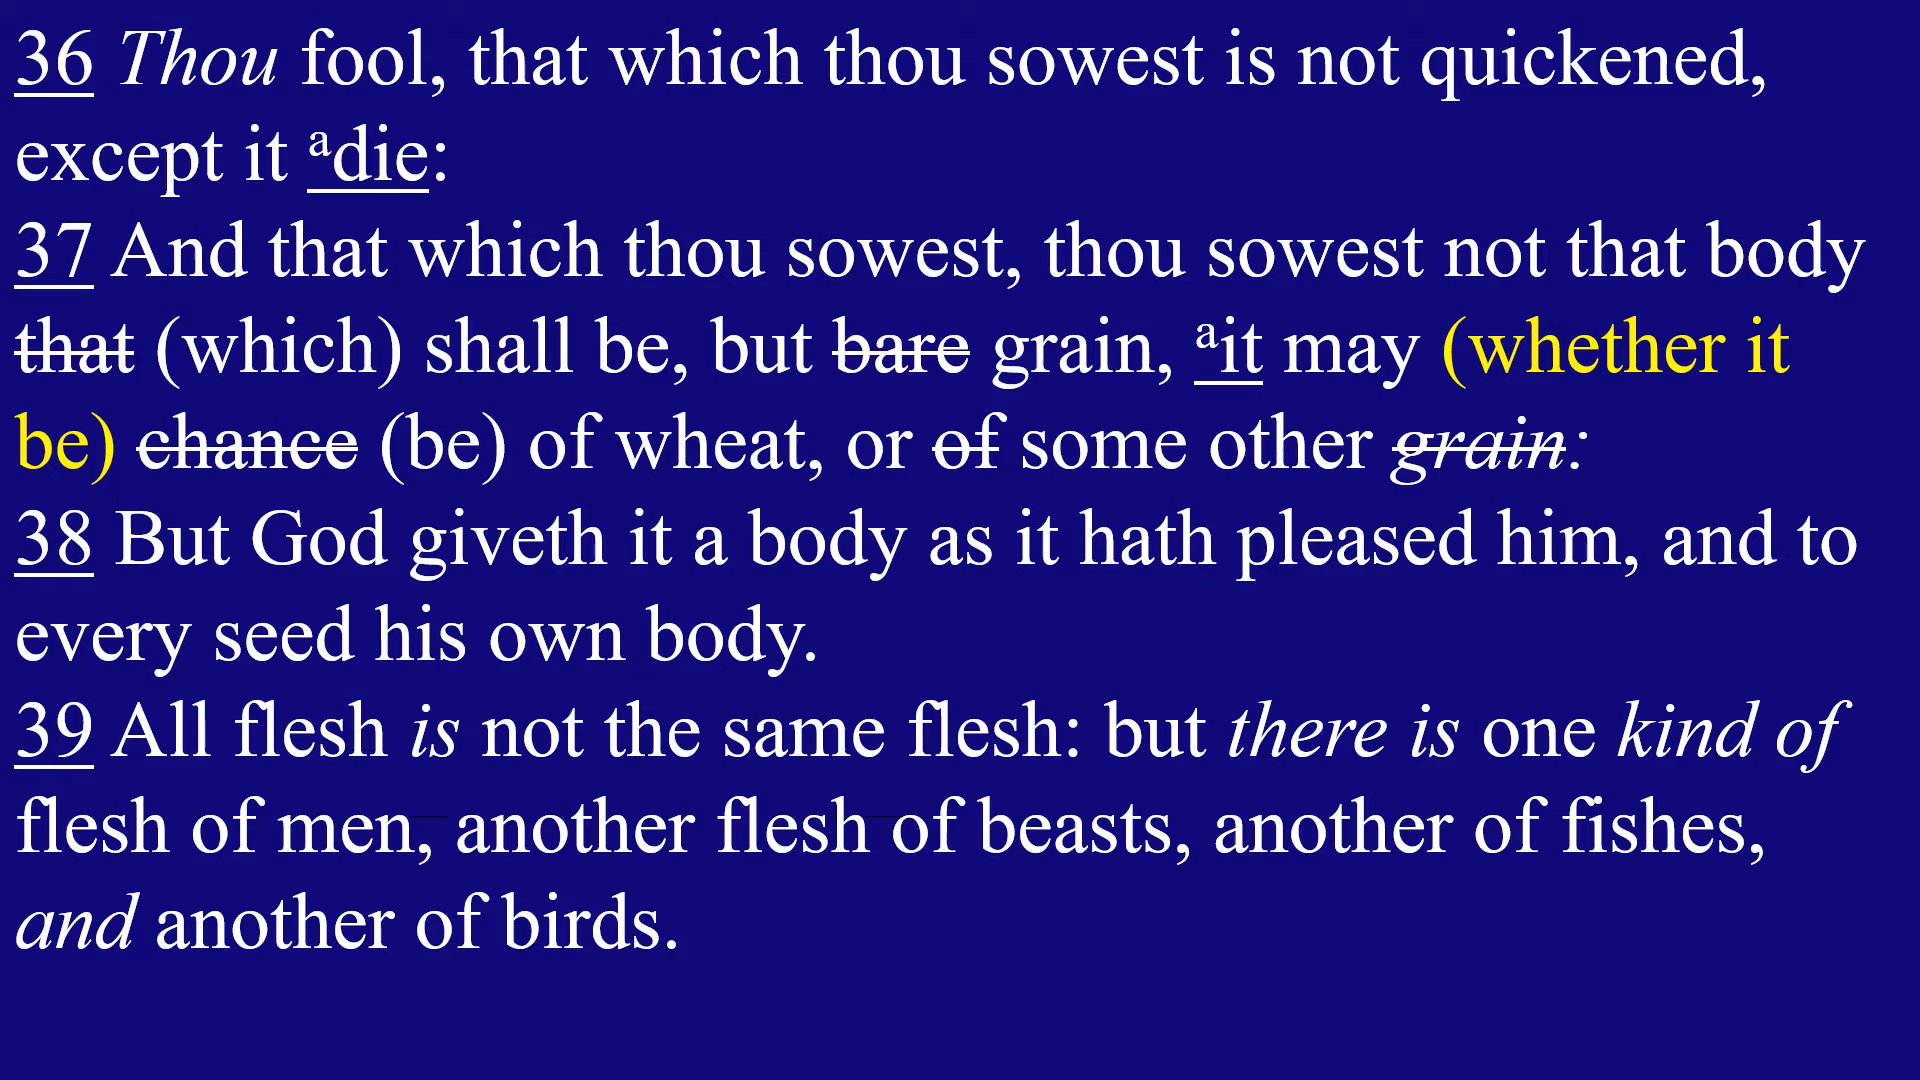 36 Thou fool, that which thou sowest is not quickened,
except it ᵃdie:
37 And that which thou sowest, thou sowest not that body
that (which) shall be, but bare grain, ᵃit may (whether it
be) chance (be) of wheat, or of some other grain:
38 But God giveth it a body as it hath pleased him, and to
every seed his own body.
39 All flesh is not the same flesh: but there is one kind of
flesh of men, another flesh of beasts, another of fishes,
and another of birds.